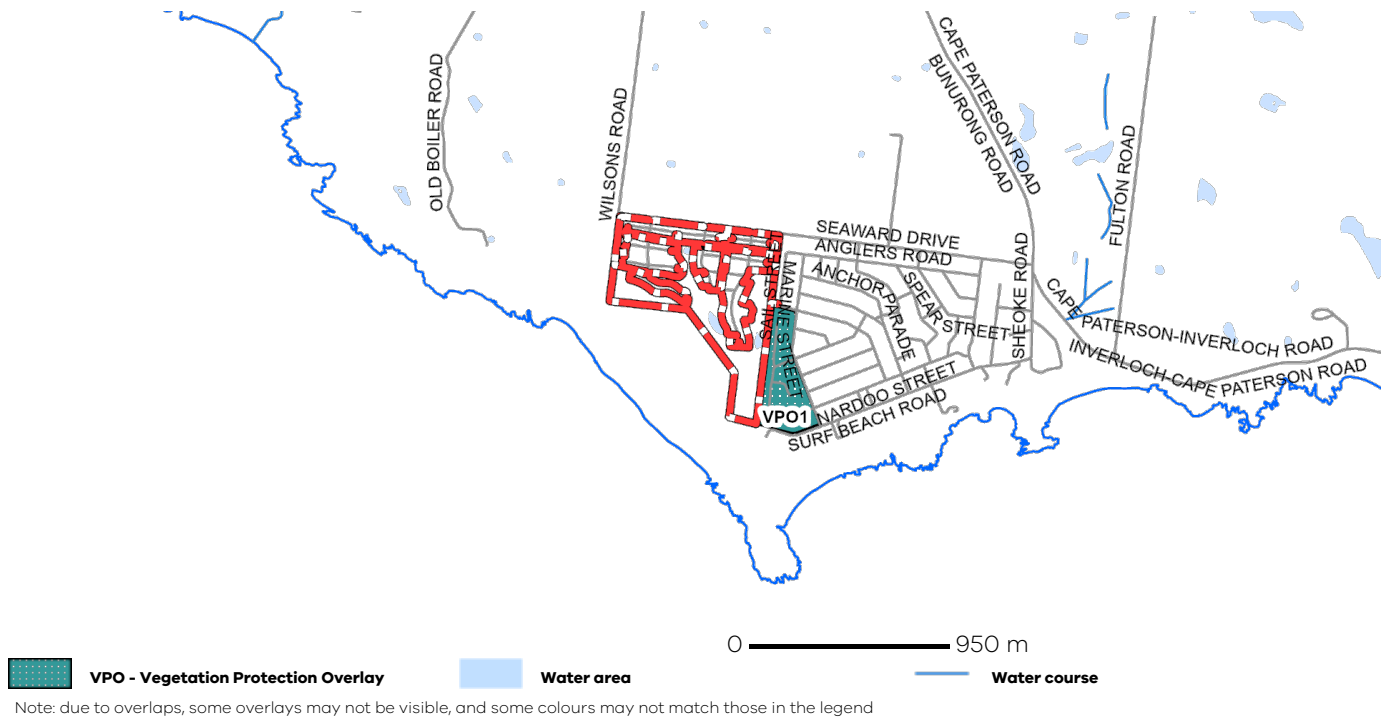 OLD BOILER ROAD
WILSONS ROAD
CAPE PATERSON ROAD
BUNURONG ROAD
FULTON ROAD
SEAWARD DRIVE
ANGLERS ROAD
SAIL STREET
MARINE STREET
ANCHOR PARADE
SPEAR STREET
SHEOKE ROAD
CAPE PATERSON-INVERLOCH ROAD
INVERLOCH-CAPE PATERSON ROAD
VPO1
NARDOO STREET
SURF BEACH ROAD
0 950 m
VPO - Vegetation Protection Overlay
Water area
Water course
Note: due to overlaps, some overlays may not be visible, and some colours may not match those in the legend